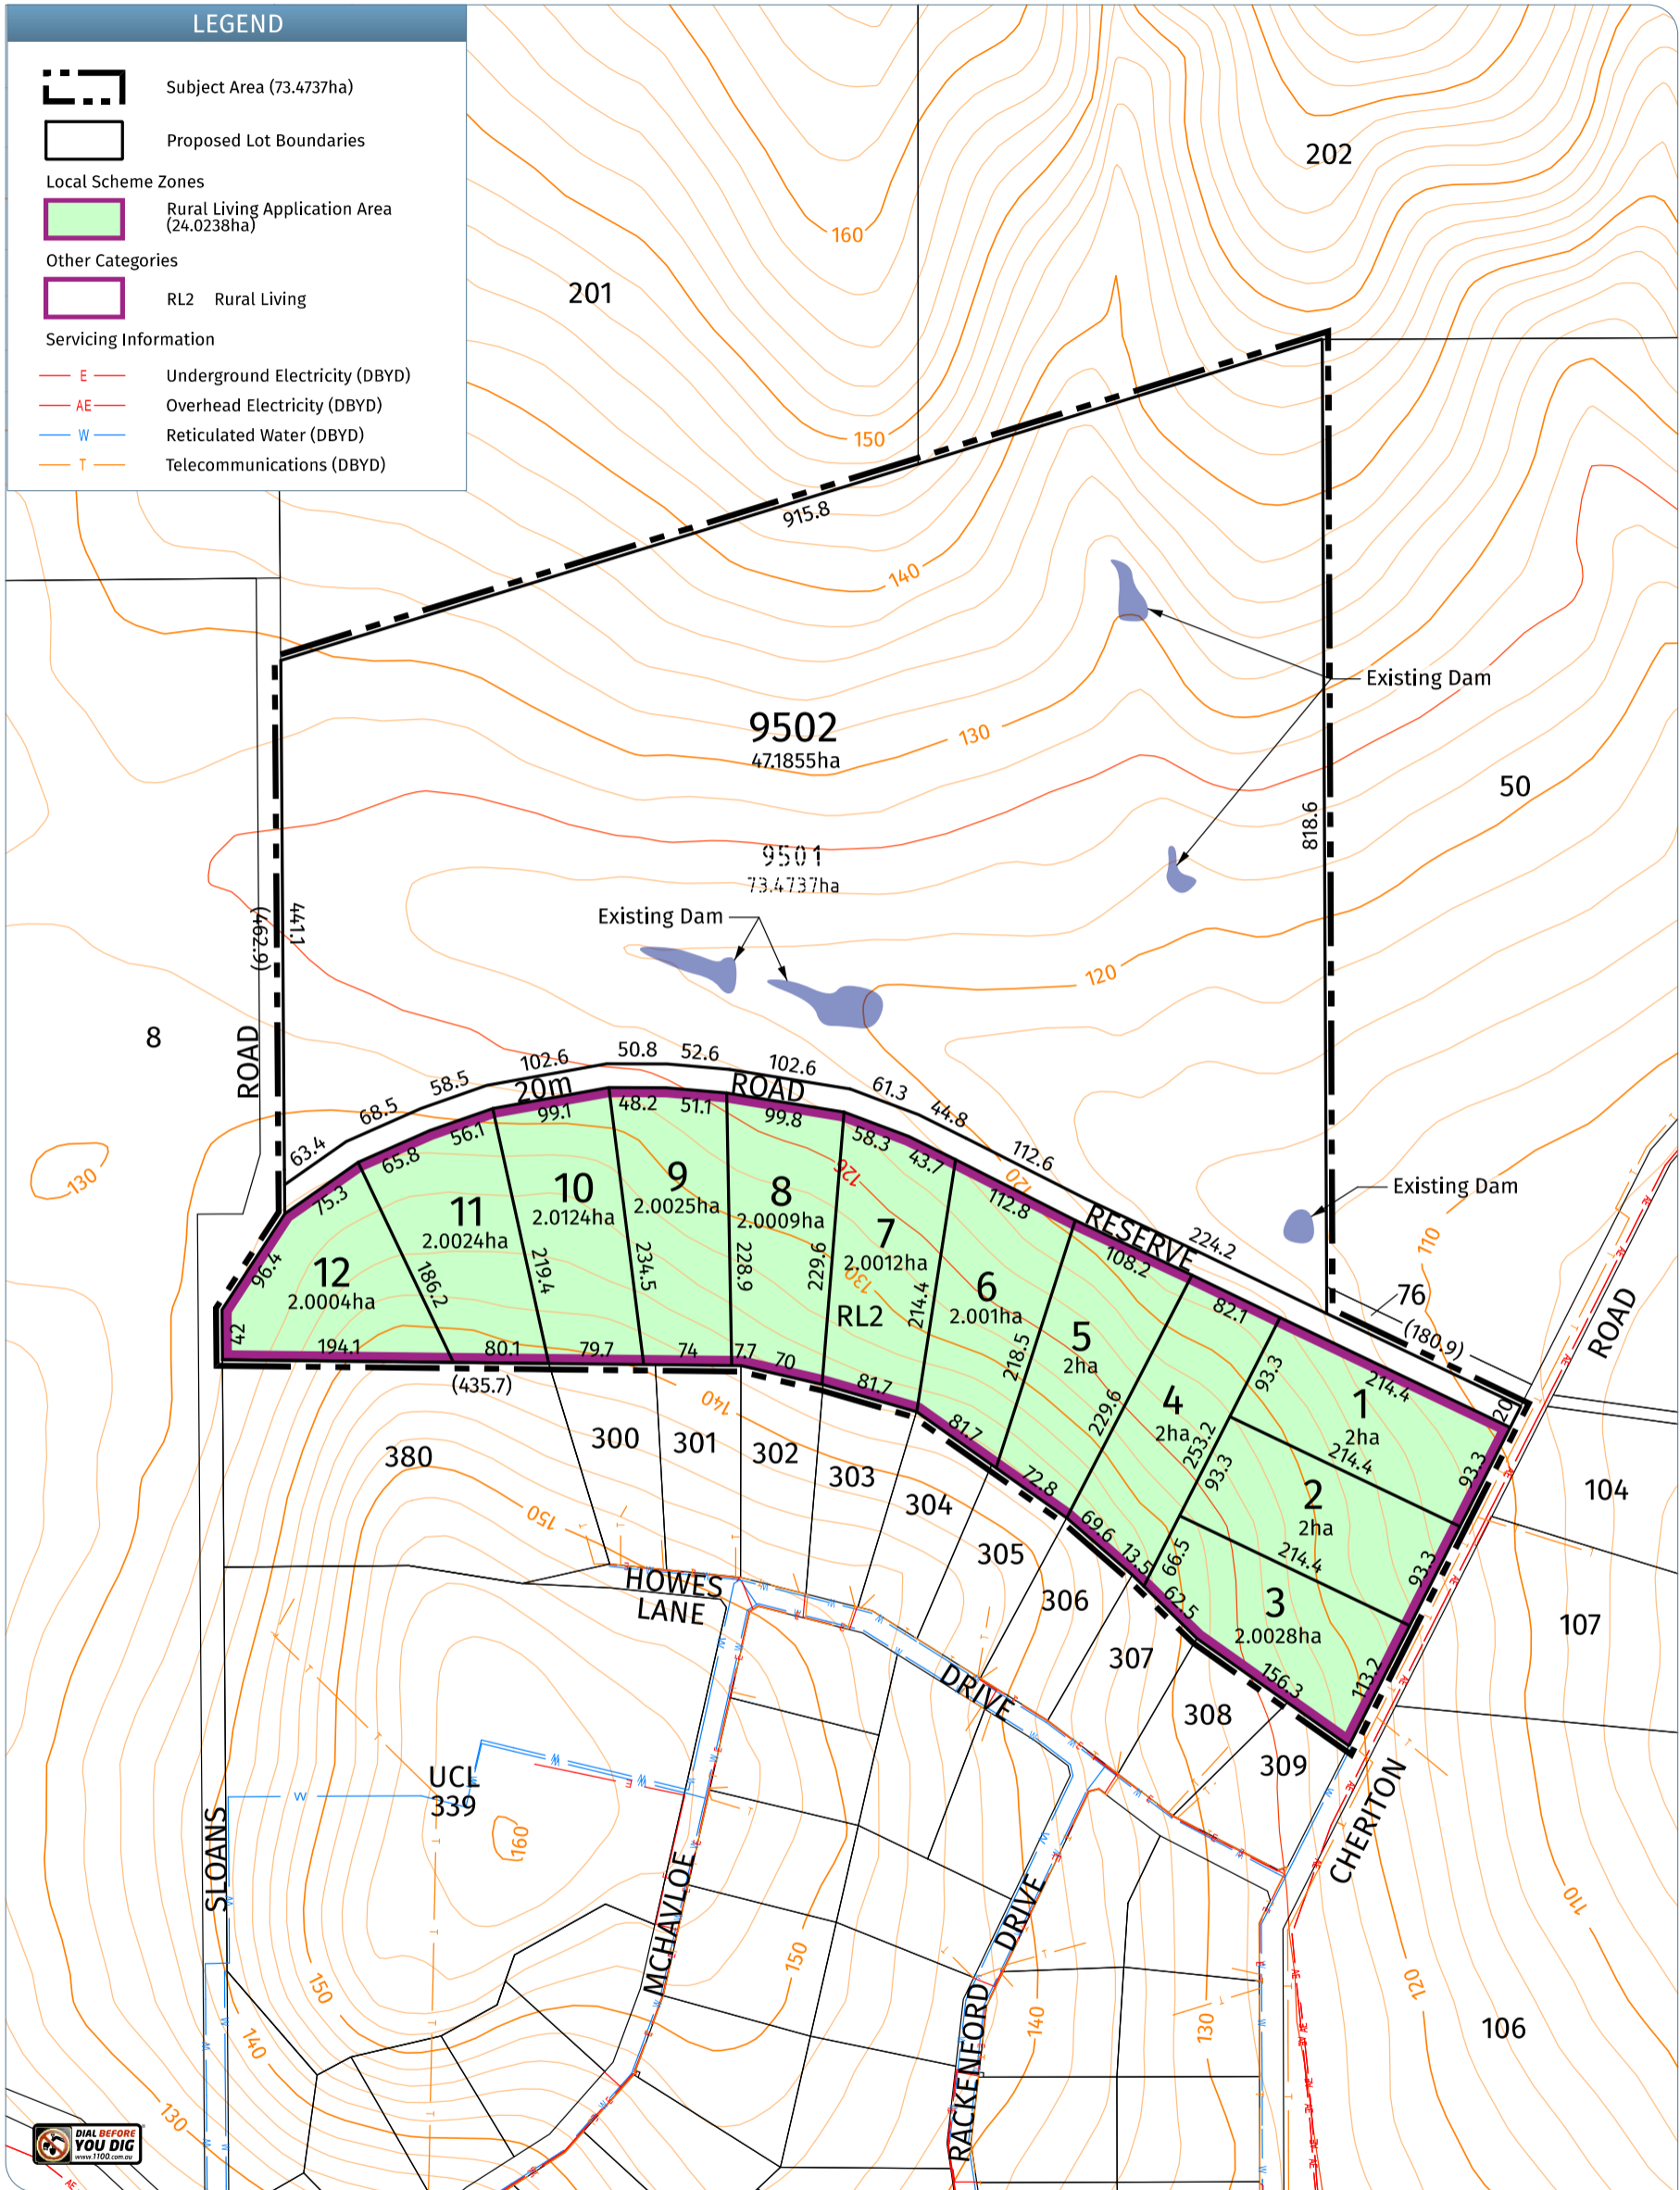 LEGEND
Subject Area (73.4737ha)
Proposed Lot Boundaries
Local Scheme Zones
Rural Living Application Area
(24.0238ha)
Other Categories
RL2 Rural Living
Servicing Information
E Underground Electricity (DBYD)
AE Overhead Electricity (DBYD)
W Reticulated Water (DBYD)
T Telecommunications (DBYD)
202
160
201
150
915.8
140
Existing Dam
9502
47.1855ha
130
50
818.6
9501
73.4737ha
Existing Dam
441.1
(462.9)
120
8
ROAD
63.4
68.5
58.5
102.6
50.8
52.6
102.6
61.3
44.8
112.6
224.2
20m
ROAD
RESERVE
Existing Dam
130
110
120
126
75.3
65.8
56.1
99.1
48.2
51.1
99.8
58.3
43.7
112.8
108.2
82.1
214.4
20
76
(180.9)
ROAD
96.4
42
12
2.0004ha
186.2
11
2.0024ha
219.4
10
2.0124ha
234.5
9
2.0025ha
228.9
8
2.0009ha
229.6
7
2.0012ha
130
RL2
214.4
6
2.001ha
218.5
5
2ha
229.6
4
2ha
253.2
93.3
93.3
66.5
1
2ha
93.3
214.4
2
2ha
93.3
214.4
3
2.0028ha
113.2
194.1
80.1
79.7
74
7.7
70
81.7
81.7
72.8
69.6
13.5
62.5
156.3
(435.7)
140
380
300
301
302
303
304
305
306
307
308
309
104
107
150
HOWES
LANE
DRIVE
UCL
339
160
SLOANS
MCHAVLOE
DRIVE
RACKENFORD
CHERITON
150
140
130
150
140
130
120
110
106
DIAL BEFORE
YOU DIG
www.1100.com.au